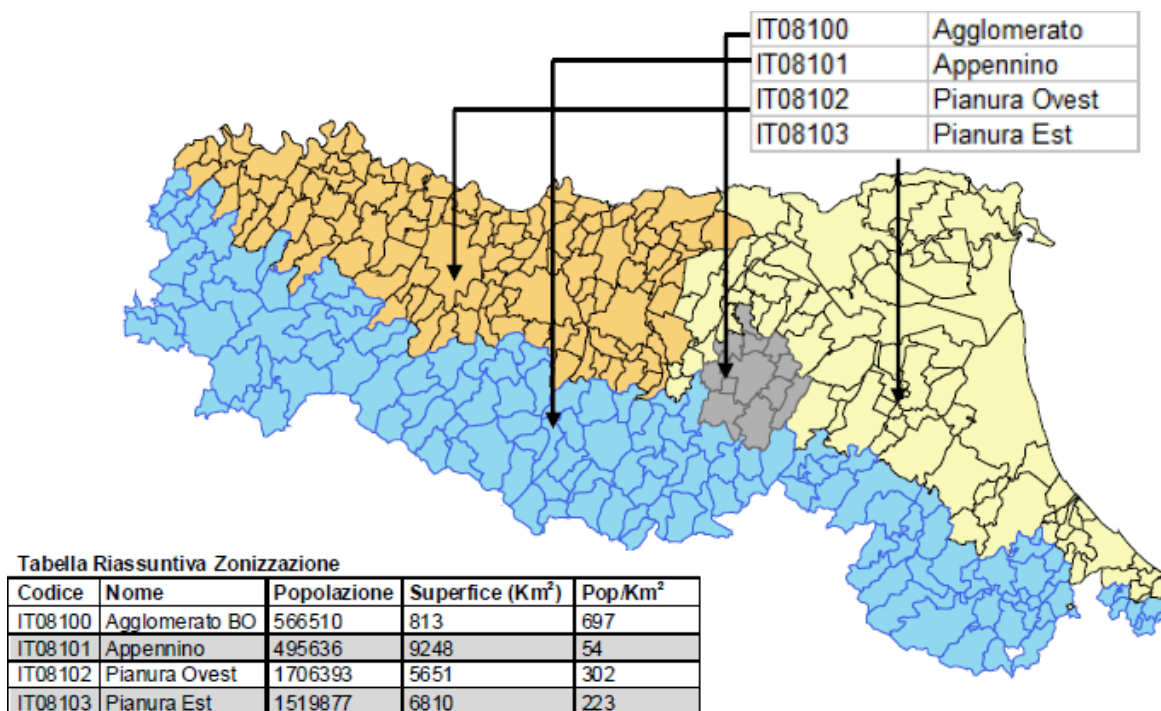 IT08100 Agglomerato
IT08101 Appennino
IT08102 Pianura Ovest
IT08103 Pianura Est
Tabella Riassuntiva Zonizzazione
Codice Nome Popolazione Superfice (Km²) Pop/Km²
IT08100 Agglomerato BO 566510 813 697
IT08101 Appennino 495636 9248 54
IT08102 Pianura Ovest 1706393 5651 302
IT08103 Pianura Est 1519877 6810 223